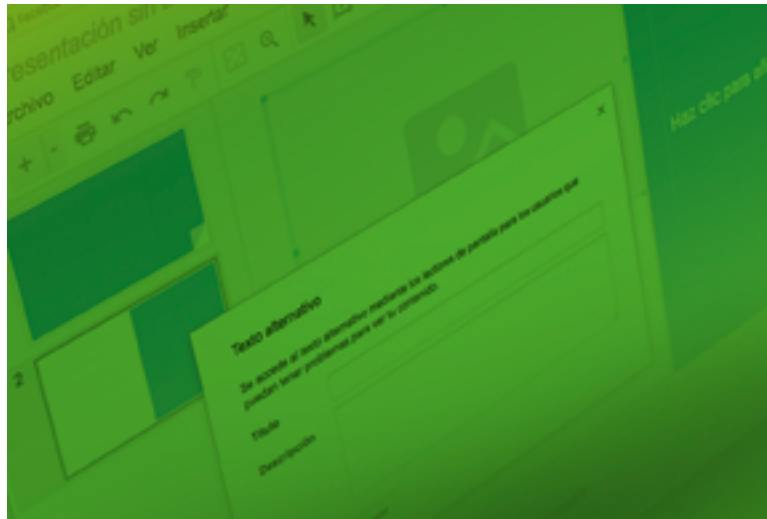 Presentación sin
Archivo Editar Ver Insertar
Haz clic para
2
Texto alternativo
Se accede al texto alternativo mediante los lectores de pantalla para los usuarios que
puedan tener problemas para ver tu contenido.
Título
Descripción